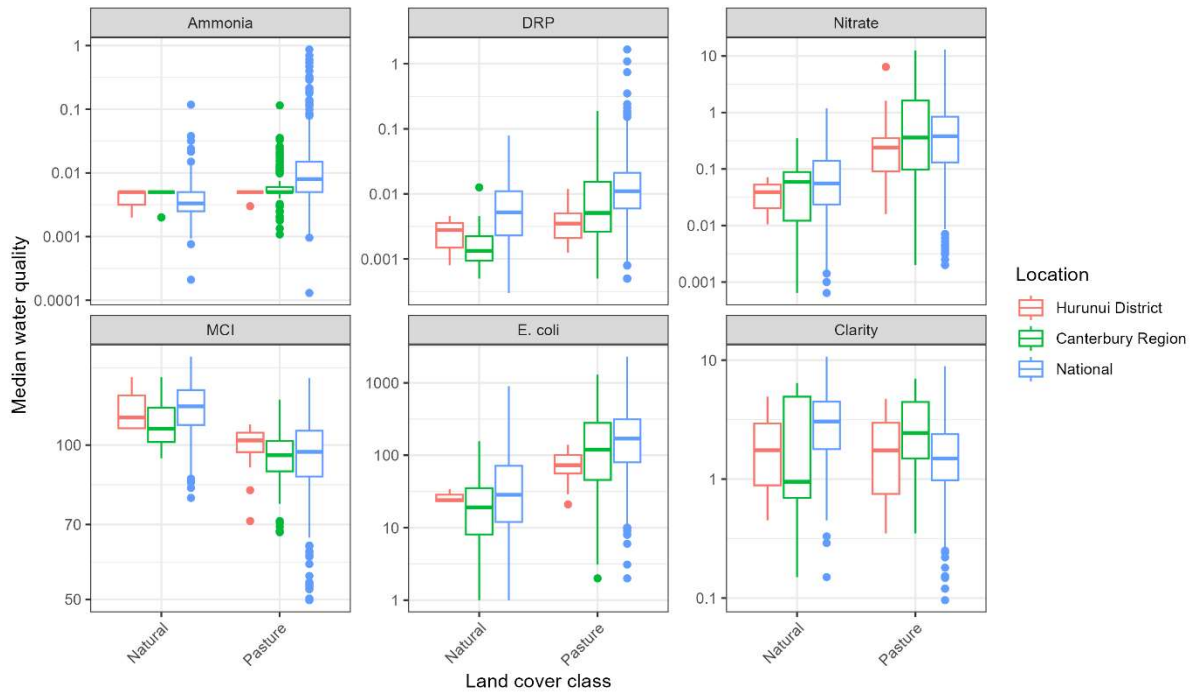 Ammonia
DRP
Nitrate
1
0.1
0.01
0.001
0.0001
1
0.1
0.01
0.001
10
1
0.1
0.01
0.001
MCI
E. coli
Clarity
100
70
50
1000
100
10
1
10
1
0.1
Natural
Pasture
Natural
Pasture
Natural
Pasture
Median water quality
Land cover class
Location
Hurunui District
Canterbury Region
National